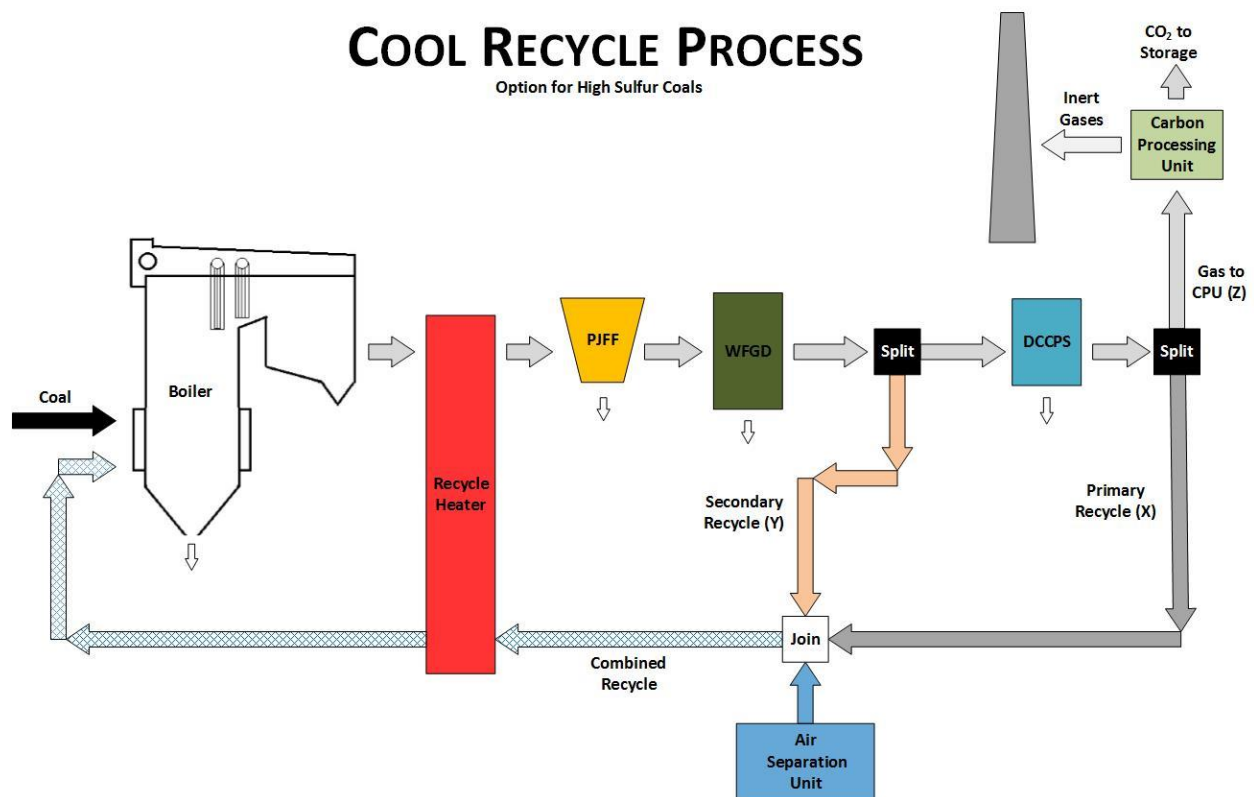 COOL RECYCLE PROCESS
Option for High Sulfur Coals
CO₂ to
Storage
Inert
Gases
Carbon
Processing
Unit
Gas to
CPU (Z)
PJFF
WFGD
Split
DCCPS
Split
Coal
Boiler
Recycle
Heater
Secondary
Recycle (Y)
Primary
Recycle (X)
Join
Combined
Recycle
Air
Separation
Unit